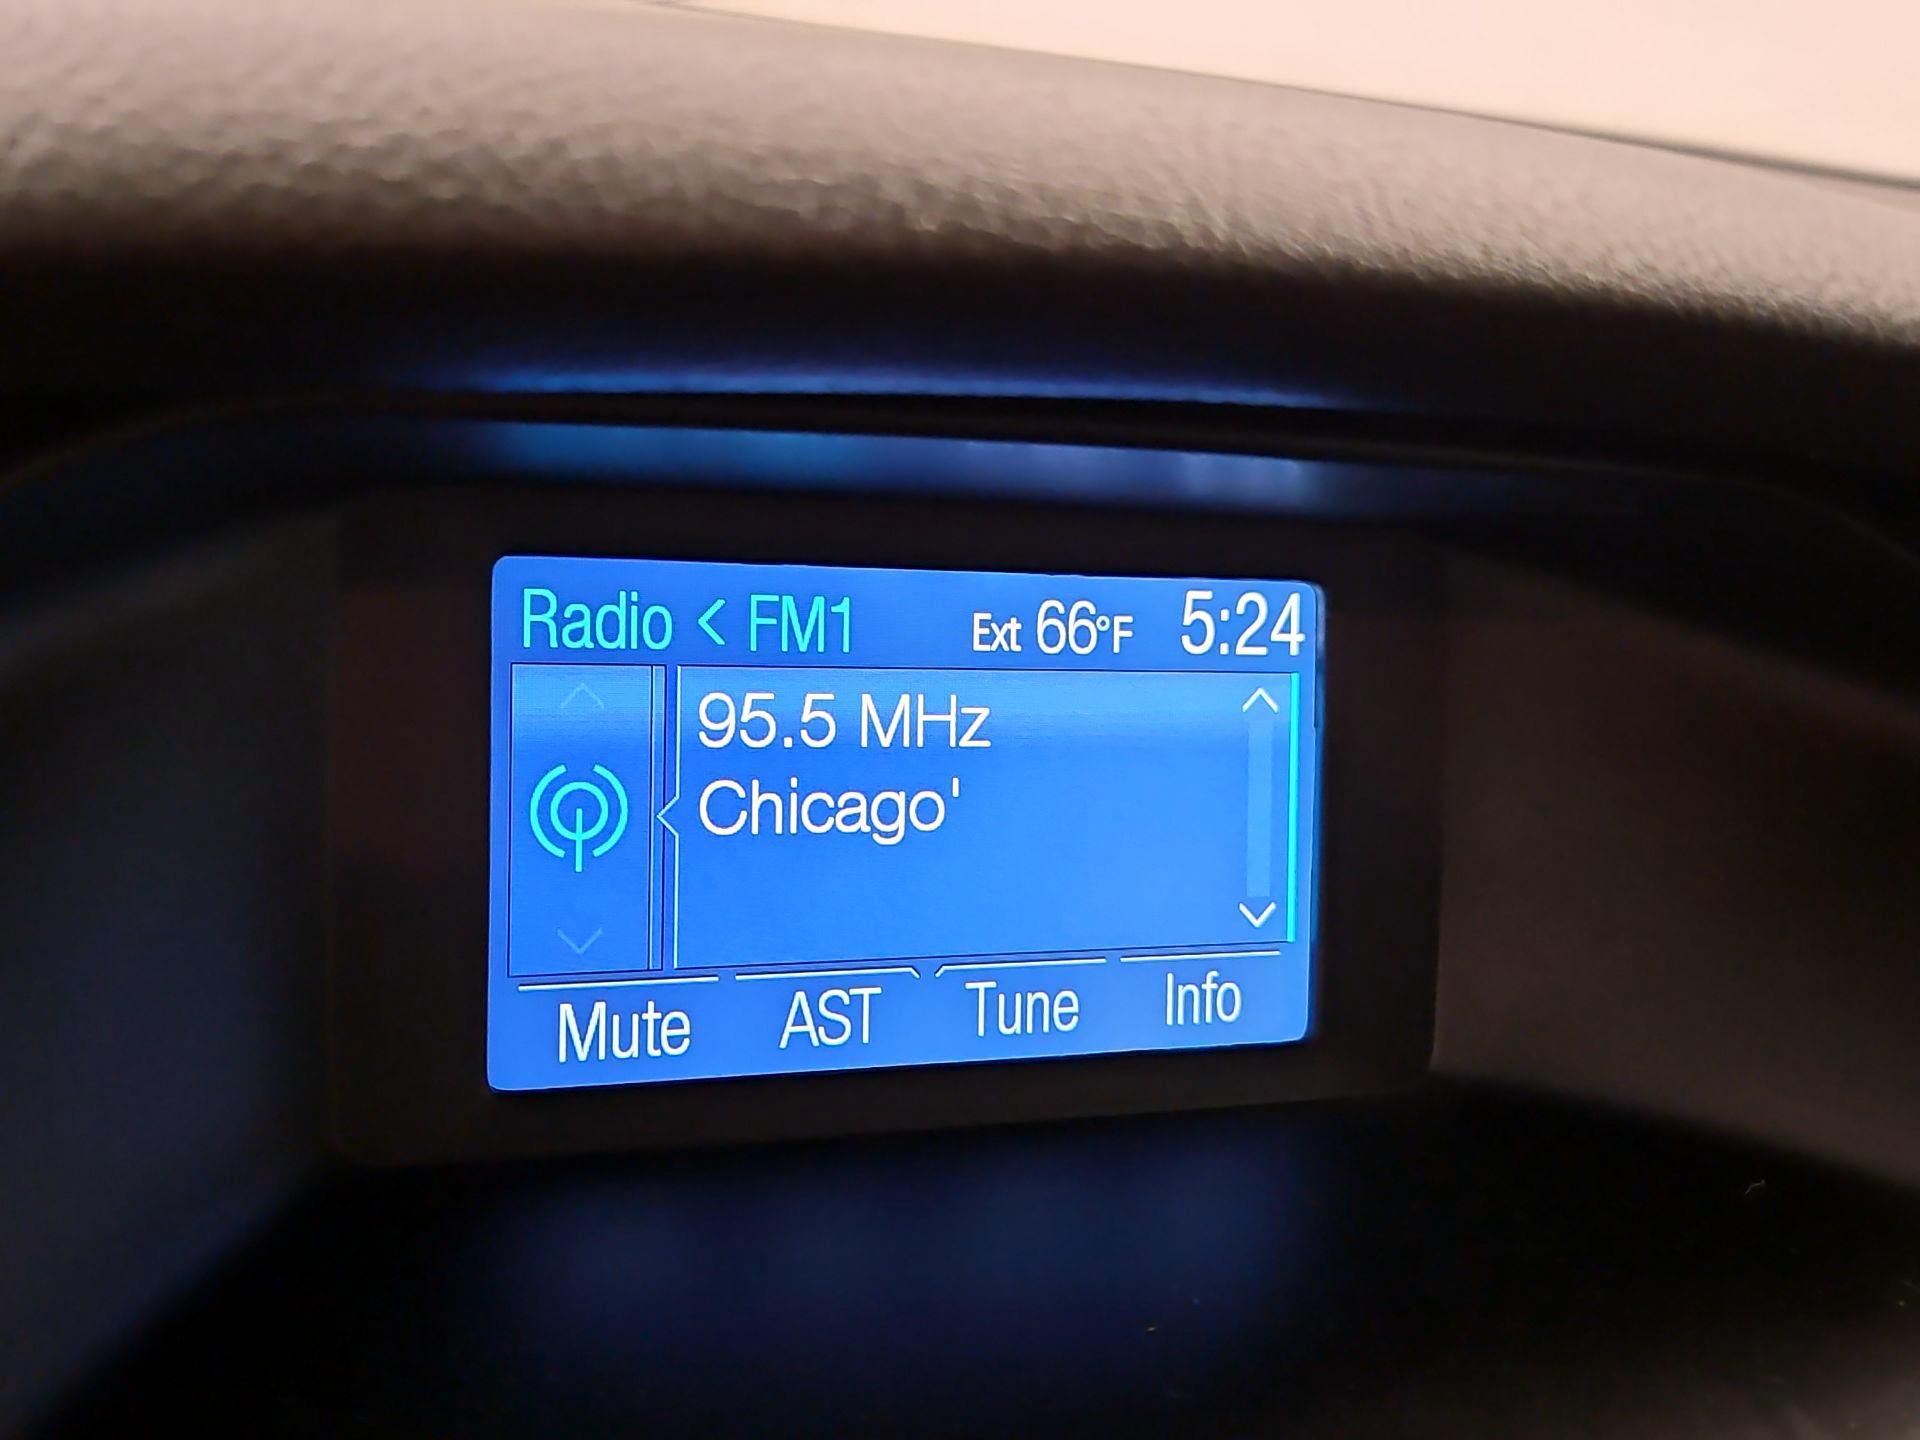 Radio < FM1 Ext 66°F 5:24
95.5 MHz
Chicago'
Mute AST Tune Info